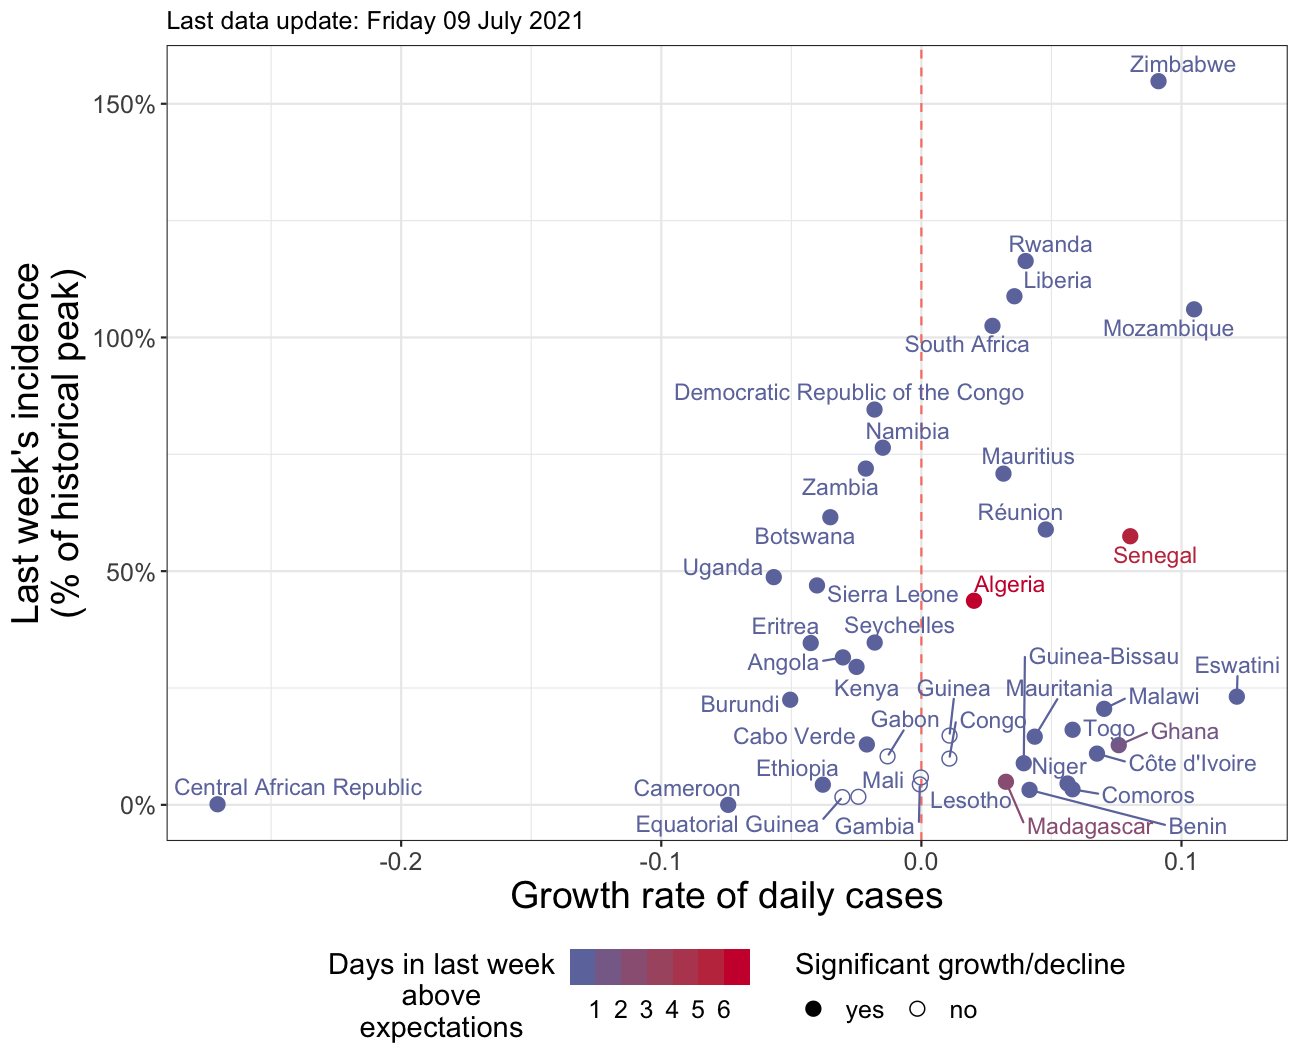 Last data update: Friday 09 July 2021
Zimbabwe
150%
Rwanda
Liberia
Mozambique
100%
South Africa
Democratic Republic of the Congo
Namibia
Mauritius
Zambia
Réunion
Botswana
Senegal
50%
Uganda
Algeria
Sierra Leone
Eritrea
Seychelles
Angola
Guinea-Bissau
Eswatini
Kenya
Guinea
Mauritania
Malawi
Burundi
Gabon
Congo
Togo
Ghana
Cabo Verde
Côte d'Ivoire
Ethiopia
Niger
Mali
Central African Republic
Cameroon
Comoros
Lesotho
0%
Equatorial Guinea
Gambia
Madagascar
Benin
Last week's incidence
(% of historical peak)
-0.2
-0.1
0.0
0.1
Growth rate of daily cases
Days in last week
above
expectations
1 2 3 4 5 6
Significant growth/decline
yes
no